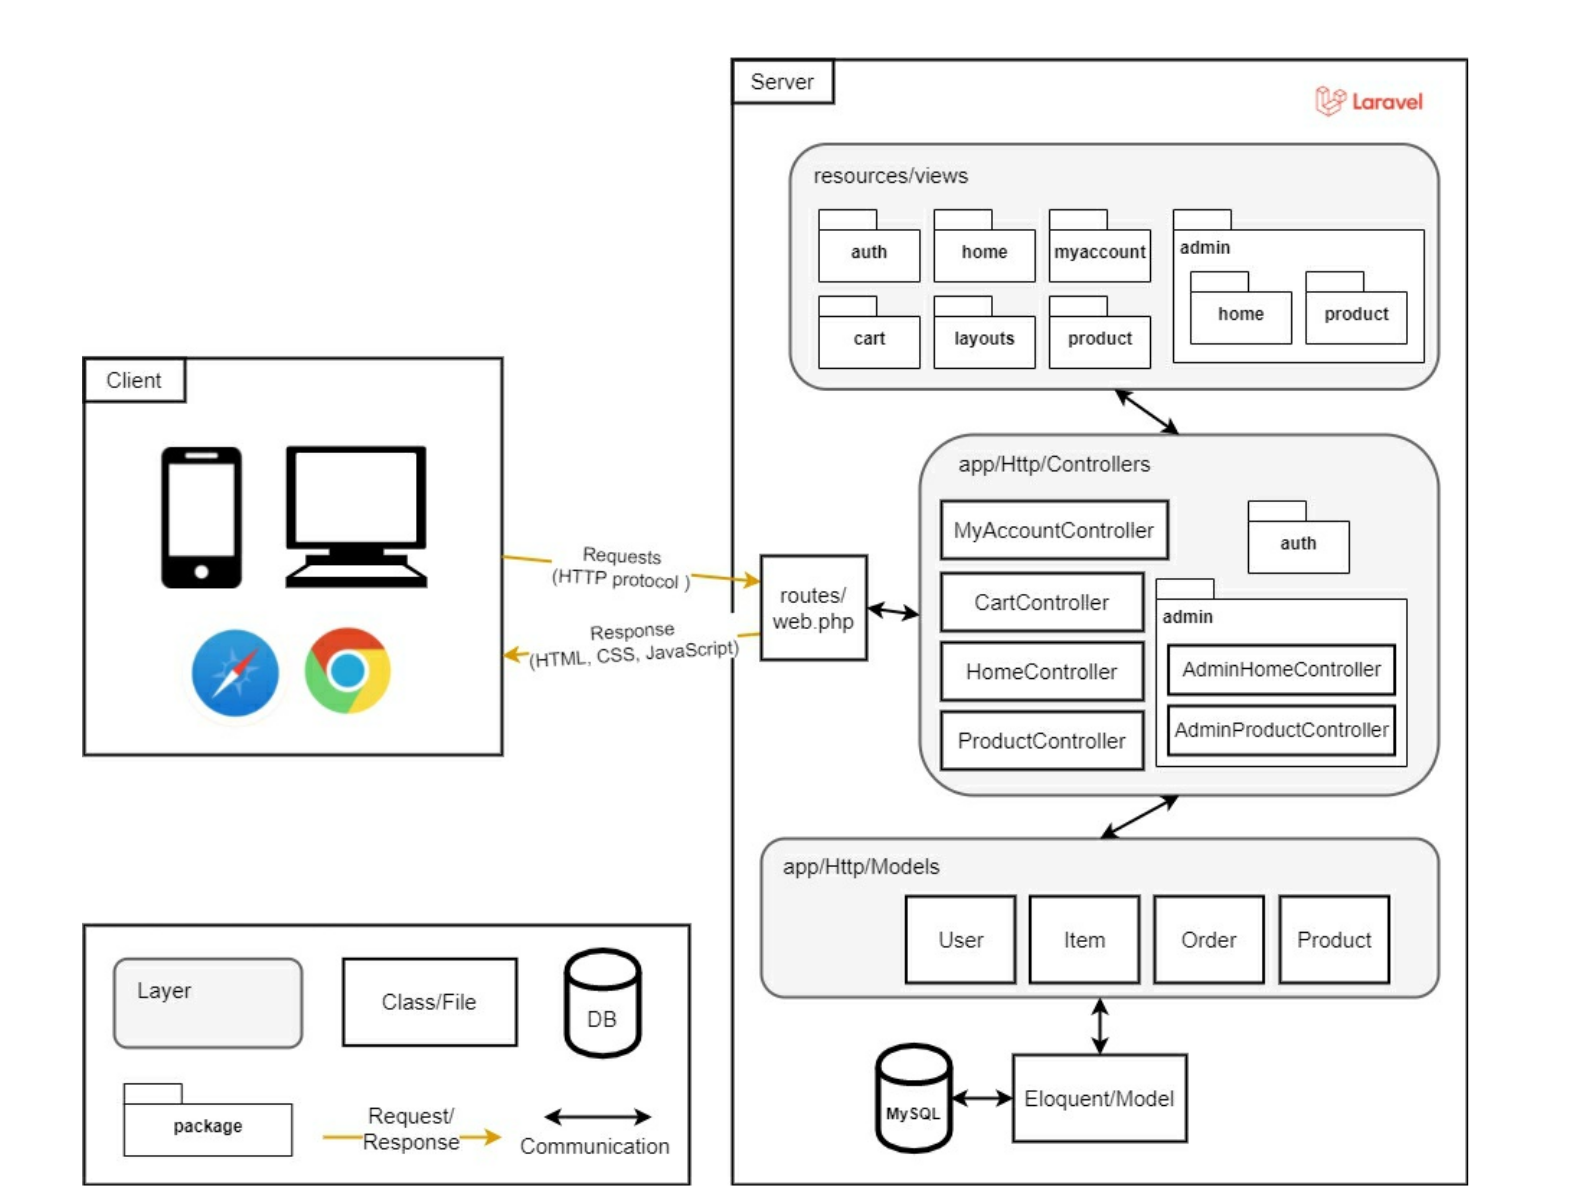 Server
Laravel
resources/views
auth
home
myaccount
admin
home
product
cart
layouts
product
Client
app/Http/Controllers
MyAccountController
auth
CartController
admin
HomeController
AdminHomeController
ProductController
AdminProductController
Requests
(HTTP protocol )
routes/
web.php
Response
(HTML, CSS, JavaScript)
app/Http/Models
User
Item
Order
Product
MySQL
Eloquent/Model
Layer
Class/File
DB
package
Request/
Response
Communication